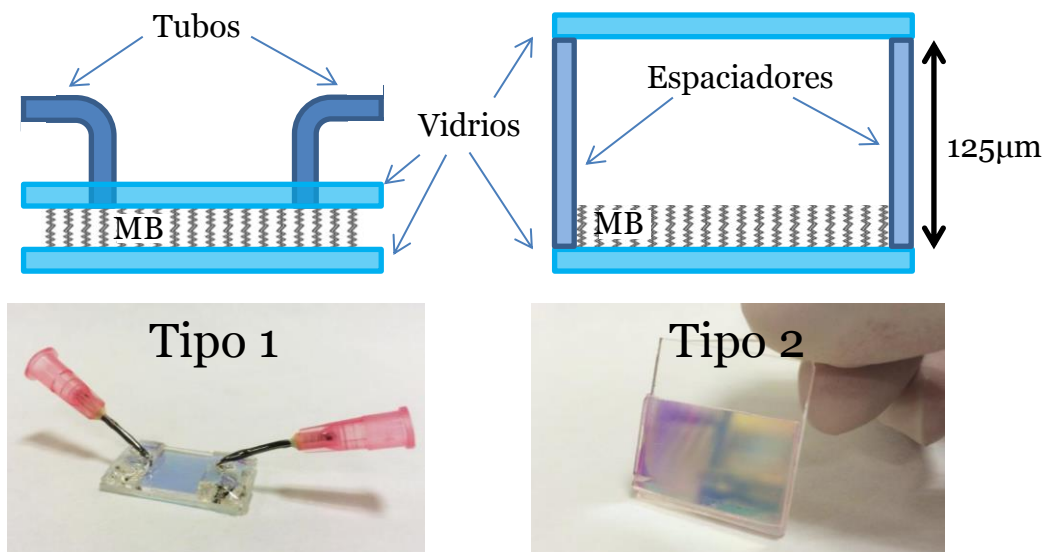 Tubos
Espaciadores
Vidrios
125µm
MB
MB
Tipo 1
Tipo 2